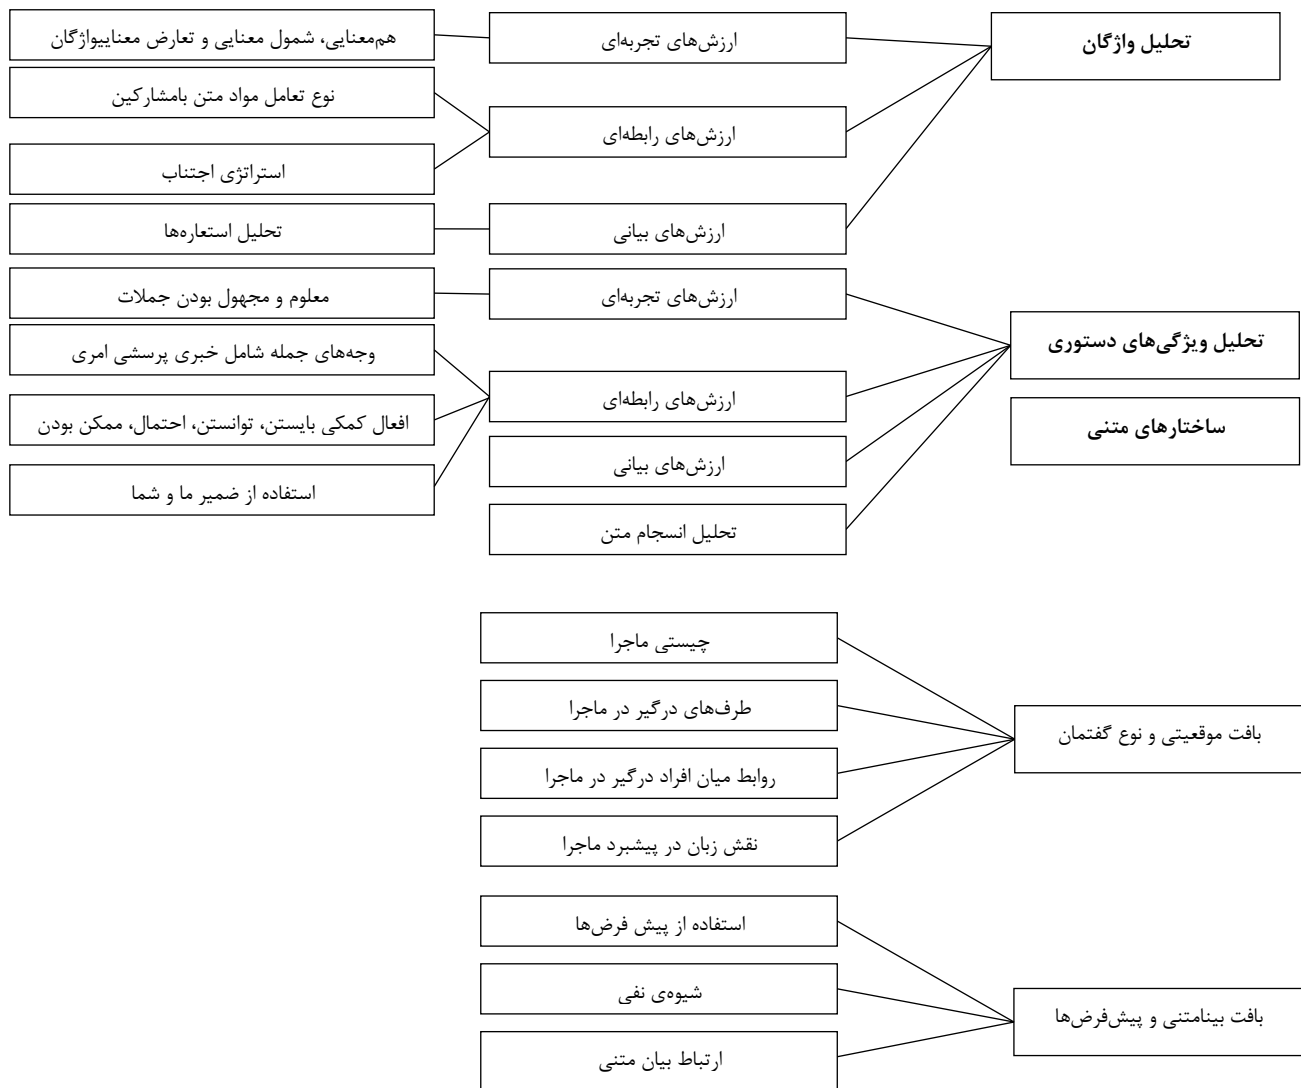 تحلیل واژگان
ارزش‌های تجربه‌ای
هم‌معنایی، شمول معنایی و تعارض معناییواژگان
ارزش‌های رابطه‌ای
نوع تعامل مواد متن بامشارکین
استراتژی اجتناب
ارزش‌های بیانی
تحلیل استعاره‌ها
تحلیل ویژگی‌های دستوری
ارزش‌های تجربه‌ای
معلوم و مجهول بودن جملات
ارزش‌های رابطه‌ای
وجه‌های جمله شامل خبری پرسشی امری
افعال کمکی بایستن، توانستن، احتمال، ممکن بودن
استفاده از ضمیر ما و شما
ارزش‌های بیانی
تحلیل انسجام متن
ساختارهای متنی
بافت موقعیتی و نوع گفتمان
چیستی ماجرا
طرف‌های درگیر در ماجرا
روابط میان افراد درگیر در ماجرا
نقش زبان در پیشبرد ماجرا
بافت بینامتنی و پیش‌فرض‌ها
استفاده از پیش فرض‌ها
شیوه‌ی نفی
ارتباط بیان متنی